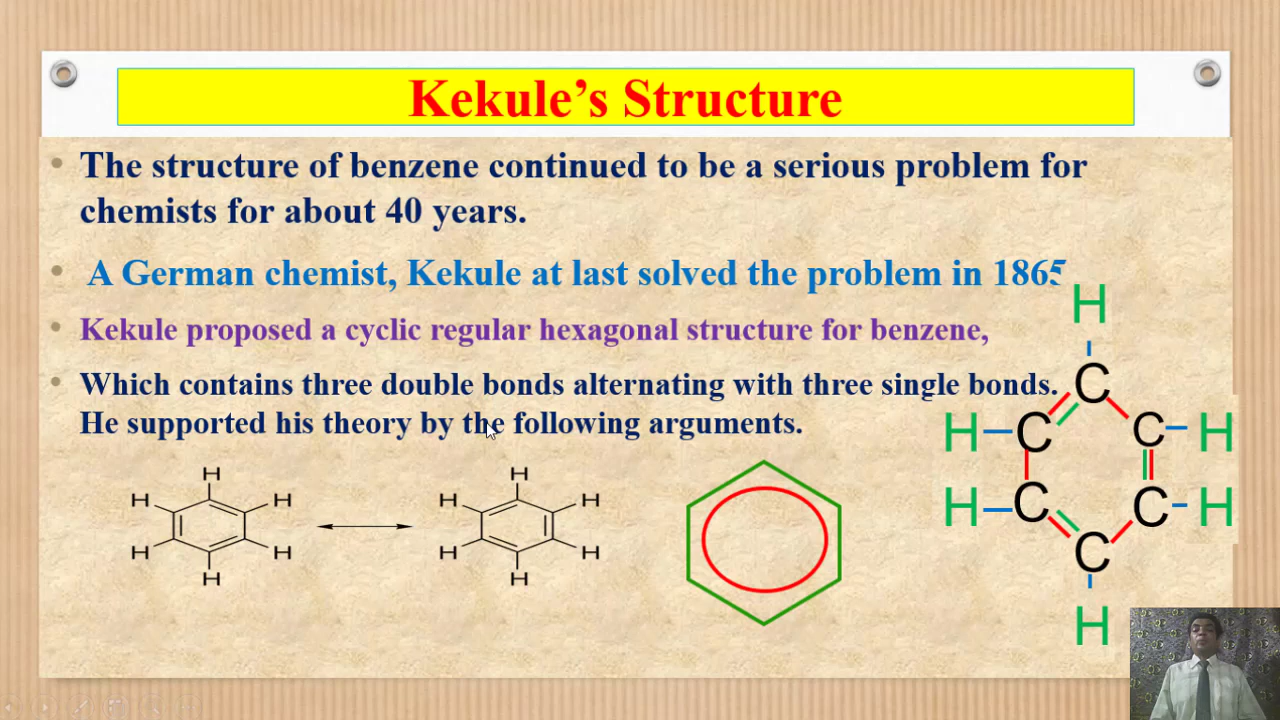 Kekule’s Structure
• The structure of benzene continued to be a serious problem for
chemists for about 40 years.
• A German chemist, Kekule at last solved the problem in 1865
• Kekule proposed a cyclic regular hexagonal structure for benzene,
• Which contains three double bonds alternating with three single bonds.
He supported his theory by the following arguments.
H
C
H C C H
H C C H
C
H
H
H H
H H
H
H
H H
H H
H